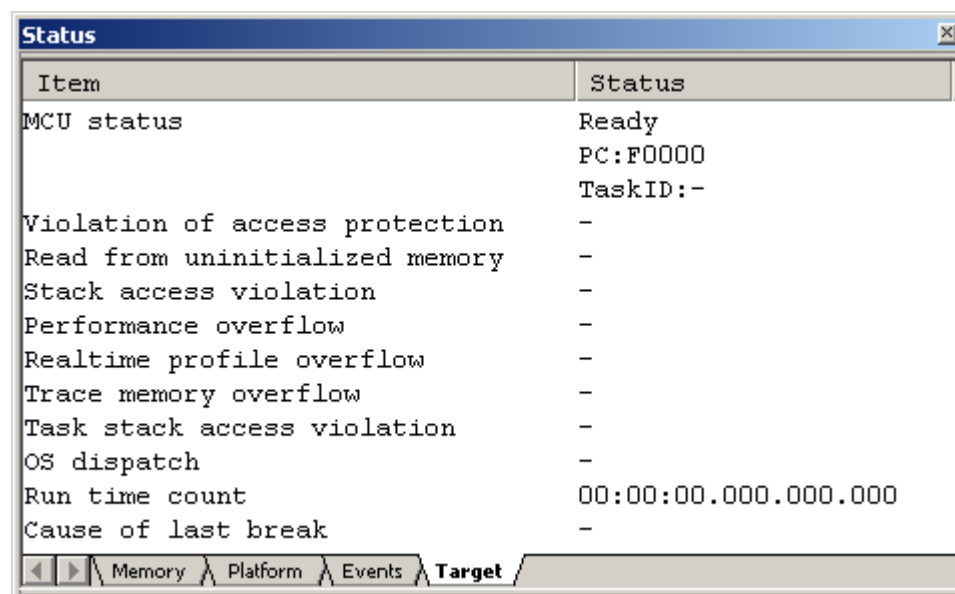 Status
Item Status
MCU status Ready
PC:F0000
TaskID:-
Violation of access protection -
Read from uninitialized memory -
Stack access violation -
Performance overflow -
Realtime profile overflow -
Trace memory overflow -
Task stack access violation -
OS dispatch -
Run time count 00:00:00.000.000.000
Cause of last break -
Memory Platform Events Target